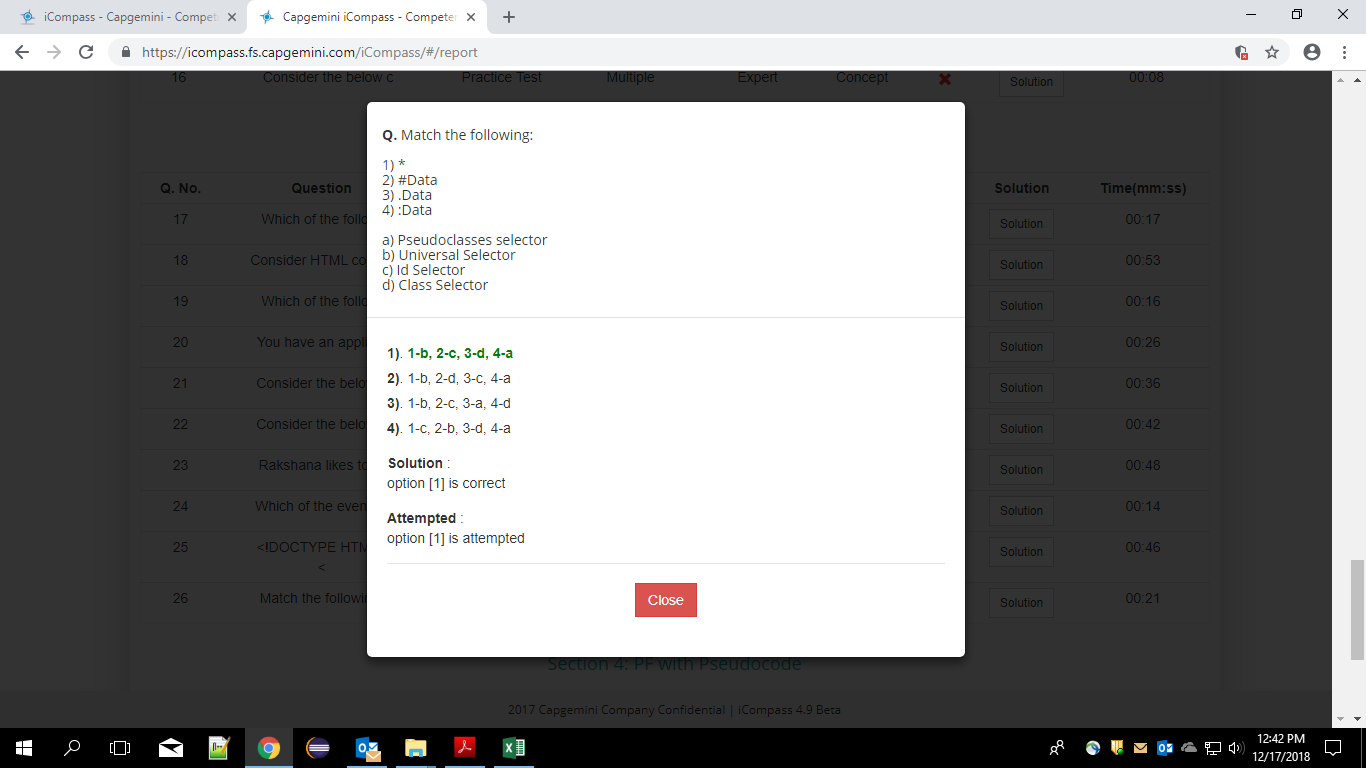 iCompass - Capgemini - Compet
Capgemini iCompass - Competen
https://icompass.fs.capgemini.com/iCompass/#/report
16 Consider the below c Practice Test Multiple Expert Concept Solution 00:08
Q. Match the following:
1) *
2) #Data
3) .Data
4) :Data
a) Pseudoclasses selector
b) Universal Selector
c) Id Selector
d) Class Selector
1). 1-b, 2-c, 3-d, 4-a
2). 1-b, 2-d, 3-c, 4-a
3). 1-b, 2-c, 3-a, 4-d
4). 1-c, 2-b, 3-d, 4-a
Solution :
option [1] is correct
Attempted :
option [1] is attempted
Close
Q. No. Question Solution Time(mm:ss)
17 Which of the follo Solution 00:17
18 Consider HTML co Solution 00:53
19 Which of the follo Solution 00:16
20 You have an appli Solution 00:26
21 Consider the belo Solution 00:36
22 Consider the belo Solution 00:42
23 Rakshana likes to Solution 00:48
24 Which of the even Solution 00:14
25 <!DOCTYPE HTM Solution 00:46
<
26 Match the followi Solution 00:21
Section 4: PF with Pseudocode
2017 Capgemini Company Confidential | iCompass 4.9 Beta
12:42 PM
12/17/2018